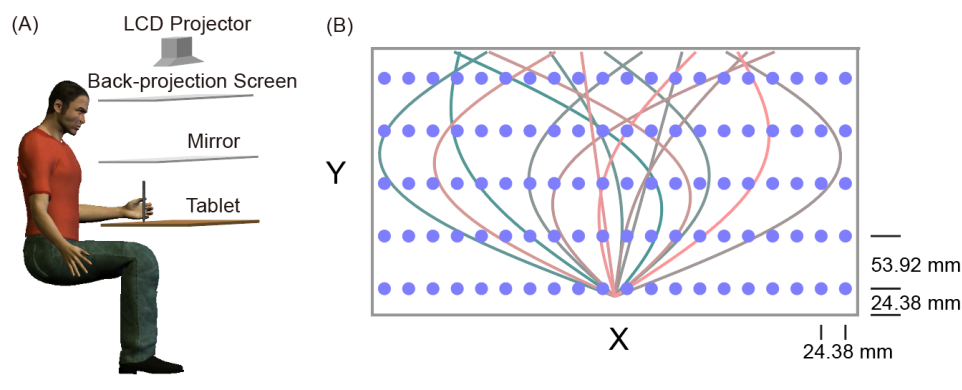 (A)
LCD Projector
Back-projection Screen
Mirror
Tablet
(B)
Y
X
53.92 mm
24.38 mm
24.38 mm